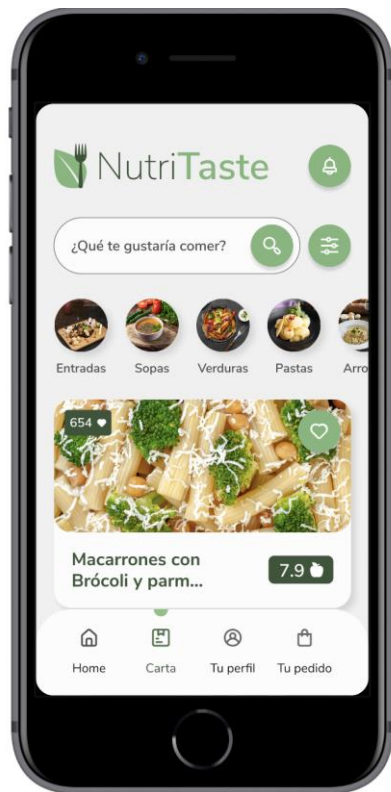 NutriTaste
¿Qué te gustaría comer?
Entradas
Sopas
Verduras
Pastas
Arro
654
Macarrones con
Brócoli y parm...
7.9
Home
Carta
Tu perfil
Tu pedido